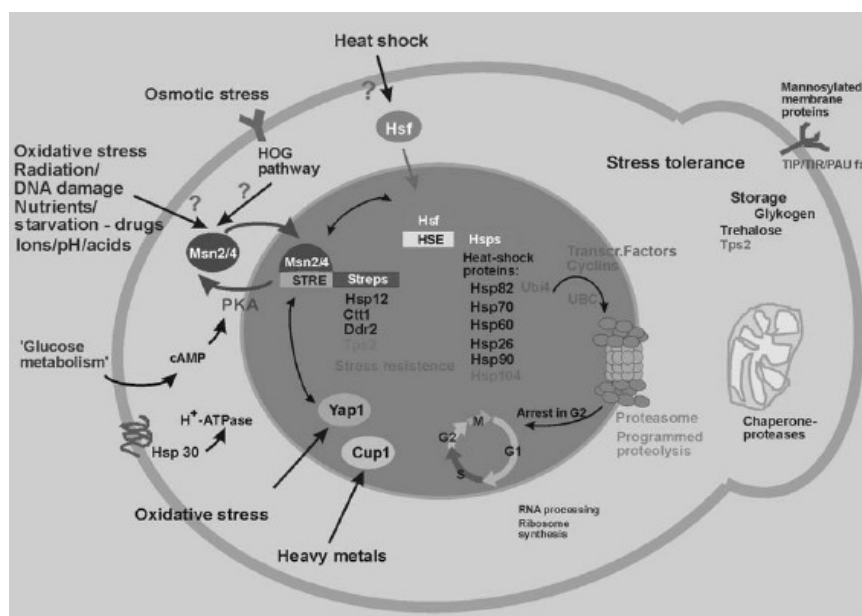 Heat shock
?
Hsf
Osmotic stress
?
HOG
pathway
Oxidative stress
Radiation/
DNA damage
Nutrients/
starvation - drugs
Ions/pH/acids
?
Msn2/4
PKA
cAMP
'Glucose
metabolism'
H+-ATPase
Hsp 30
Hsf
HSE
Hsps
Msn2/4
STRE
Streps
Hsp12
Ctt1
Ddr2
Tps2
Stress resistence
Heat-shock
proteins:
Hsp82
Hsp70
Hsp60
Hsp26
Hsp90
Hsp104
Ubi4
Transcr.Factors
Cyclins
UBC
Proteasome
Programmed
proteolysis
Arrest in G2
M
G1
S
G2
Yap1
Cup1
Oxidative stress
Heavy metals
RNA processing
Ribosome
synthesis
Stress tolerance
Mannosylated
membrane
proteins
TIP/TIR/PAU
Storage
Glykogen
Trehalose
Tps2
Chaperone-
proteases